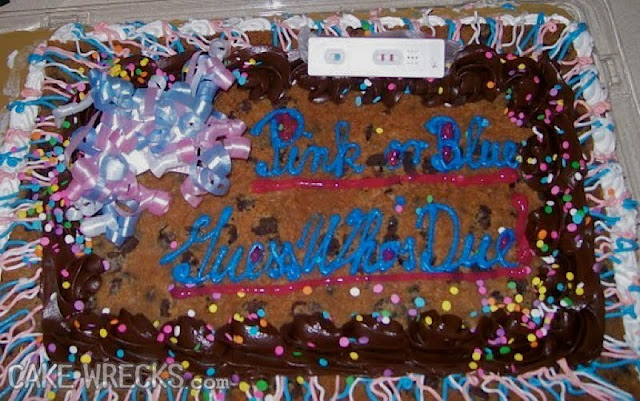 Pink or Blue
Guess Whos Due!
CAKE WRECKS.com